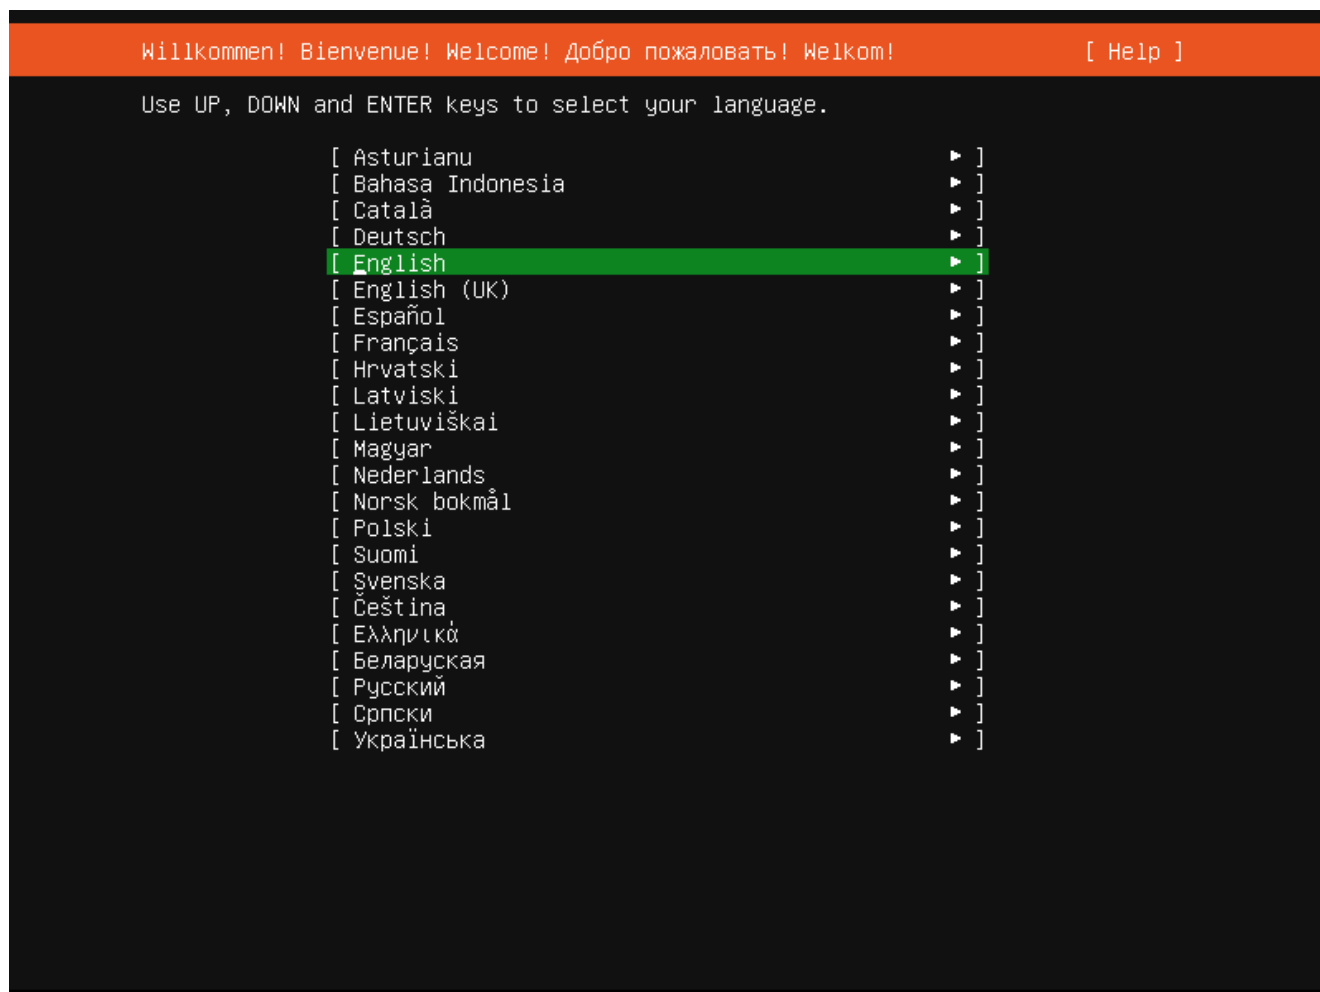 Willkommen! Bienvenue! Welcome! Добро пожаловать! Welkom! [ Help ]
Use UP, DOWN and ENTER keys to select your language.
[ Asturianu ▸ ]
[ Bahasa Indonesia ▸ ]
[ Català ▸ ]
[ Deutsch ▸ ]
[ English ▸ ]
[ English (UK) ▸ ]
[ Español ▸ ]
[ Français ▸ ]
[ Hrvatski ▸ ]
[ Latviski ▸ ]
[ Lietuviškai ▸ ]
[ Magyar ▸ ]
[ Nederlands ▸ ]
[ Norsk bokmål ▸ ]
[ Polski ▸ ]
[ Suomi ▸ ]
[ Svenska ▸ ]
[ Čeština ▸ ]
[ Ελληνικά ▸ ]
[ Беларуская ▸ ]
[ Русский ▸ ]
[ Српски ▸ ]
[ Українська ▸ ]